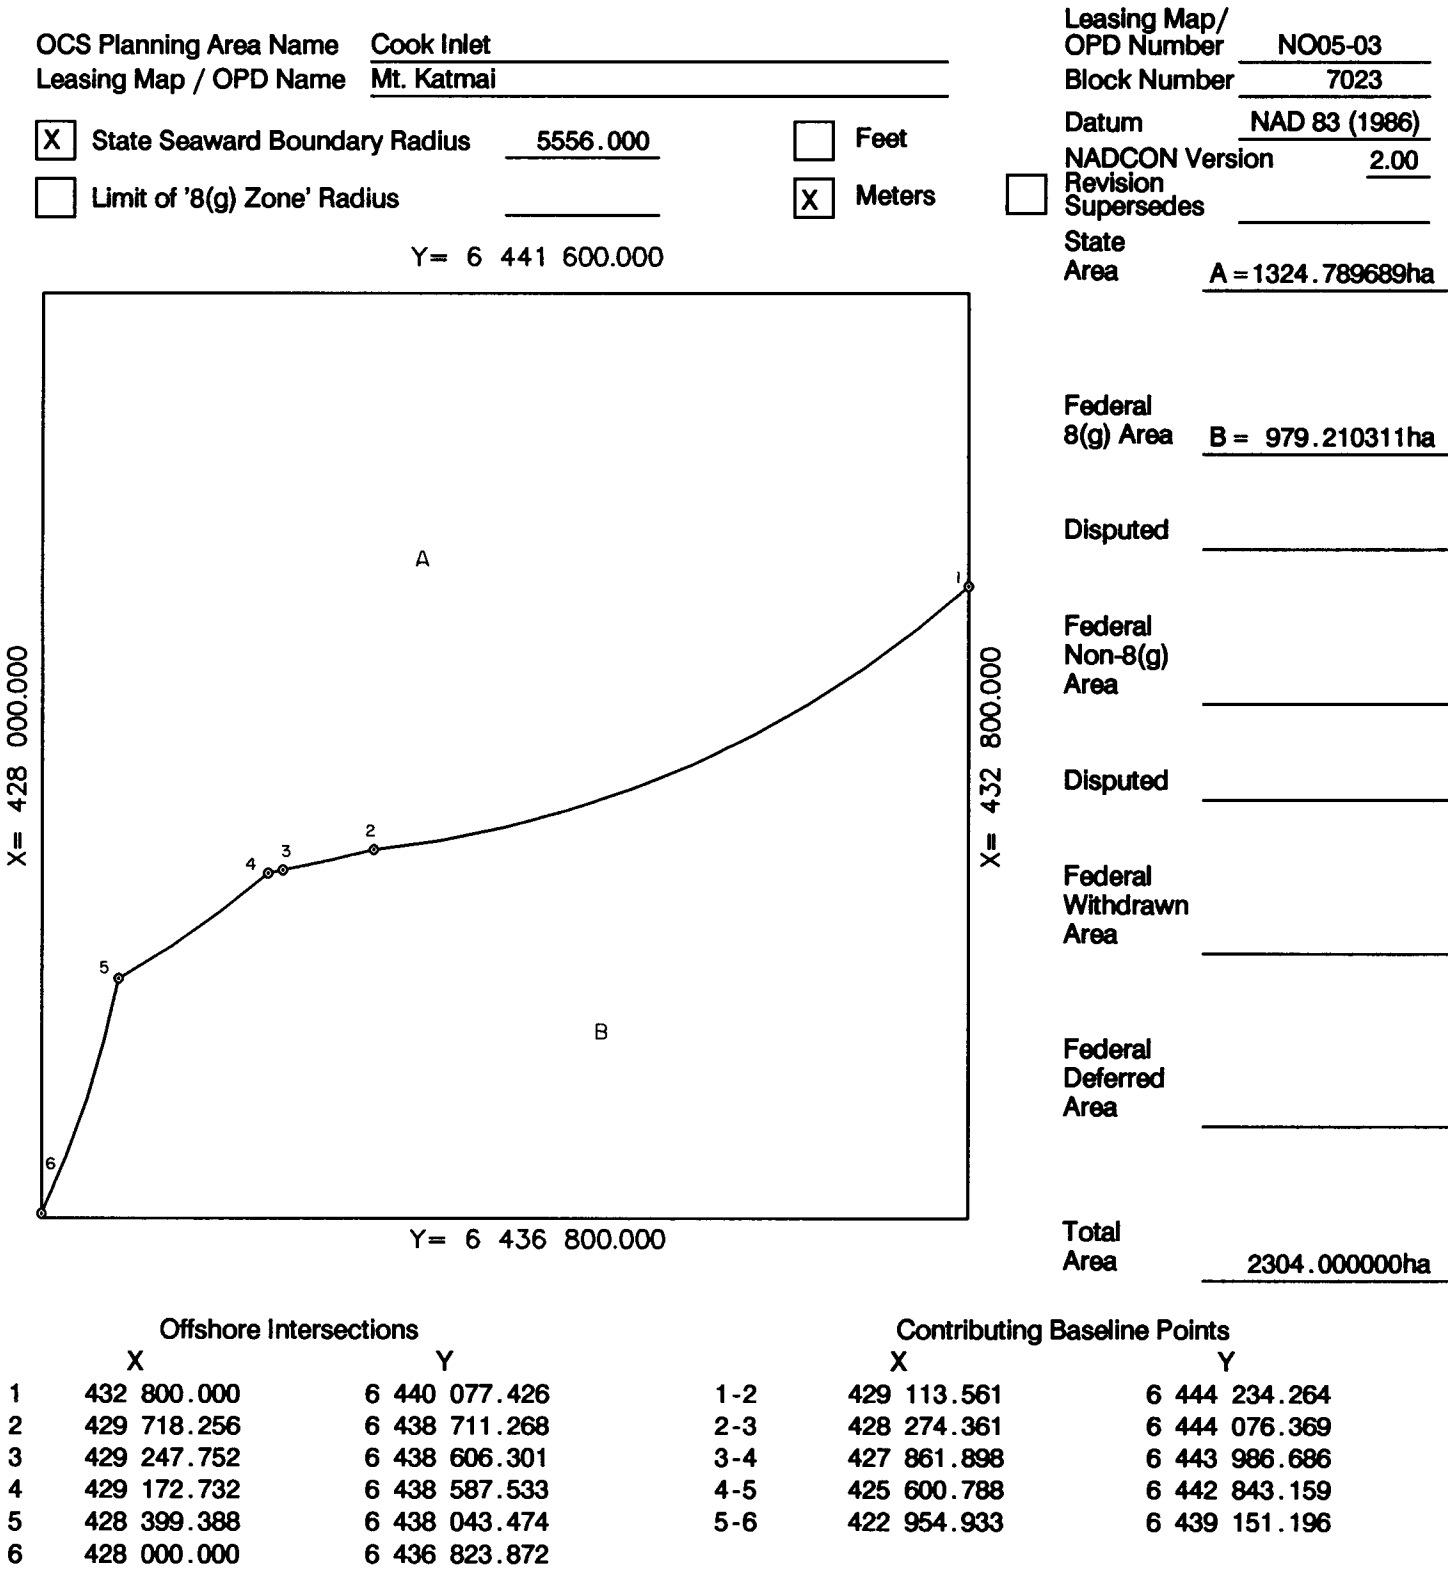 Leasing Map/
OCS Planning Area Name Cook Inlet OPD Number NO05-03
Leasing Map / OPD Name Mt. Katmai Block Number 7023
X State Seaward Boundary Radius 5556.000 Feet Datum NAD 83 (1986)
NADCON Version 2.00
Limit of '8(g) Zone' Radius X Meters Revision
Supersedes
Y= 6 441 600.000
State
Area A =1324.789689ha
Federal
8(g) Area B = 979.210311ha
Disputed
A
1
Federal
Non-8(g)
Area
X= 428 000.000
X= 432 800.000
Disputed
2
3
4
Federal
Withdrawn
Area
5
B
Federal
Deferred
Area
6
Y= 6 436 800.000
Total
Area 2304.000000ha
Offshore Intersections Contributing Baseline Points
X Y X Y
1 432 800.000 6 440 077.426 1-2 429 113.561 6 444 234.264
2 429 718.256 6 438 711.268 2-3 428 274.361 6 444 076.369
3 429 247.752 6 438 606.301 3-4 427 861.898 6 443 986.686
4 429 172.732 6 438 587.533 4-5 425 600.788 6 442 843.159
5 428 399.388 6 438 043.474 5-6 422 954.933 6 439 151.196
6 428 000.000 6 436 823.872